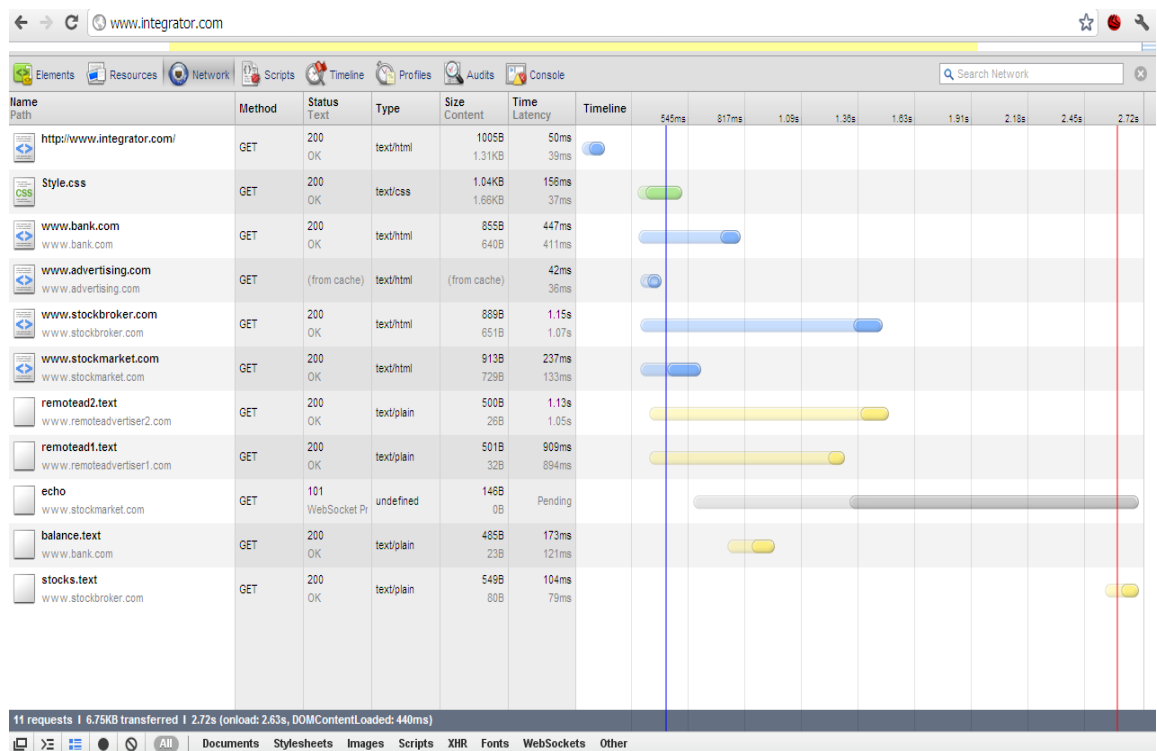 www.integrator.com
Elements Resources Network Scripts Timeline Profiles Audits Console Search Network
Name Method Status Type Size Time Timeline
Path Text Content Latency
545ms 817ms 1.09s 1.36s 1.63s 1.91s 2.18s 2.45s 2.72s
http://www.integrator.com/ GET 200 text/html 1005B 50ms
OK 1.31KB 39ms
Style.css GET 200 text/css 1.04KB 156ms
OK 1.66KB 37ms
www.bank.com GET 200 text/html 855B 447ms
www.bank.com OK 640B 411ms
www.advertising.com GET (from cache) text/html (from cache) 42ms
www.advertising.com 36ms
www.stockbroker.com GET 200 text/html 889B 1.15s
www.stockbroker.com OK 651B 1.07s
www.stockmarket.com GET 200 text/html 913B 237ms
www.stockmarket.com OK 729B 133ms
remotead2.text GET 200 text/plain 500B 1.13s
www.remoteadvertiser2.com OK 26B 1.05s
remotead1.text GET 200 text/plain 501B 909ms
www.remoteadvertiser1.com OK 32B 894ms
echo GET 101 undefined 146B Pending
www.stockmarket.com WebSocket Pr 0B
balance.text GET 200 text/plain 485B 173ms
www.bank.com OK 23B 121ms
stocks.text GET 200 text/plain 549B 104ms
www.stockbroker.com OK 80B 79ms
11 requests | 6.75KB transferred | 2.72s (onload: 2.63s, DOMContentLoaded: 440ms)
All Documents Stylesheets Images Scripts XHR Fonts WebSockets Other